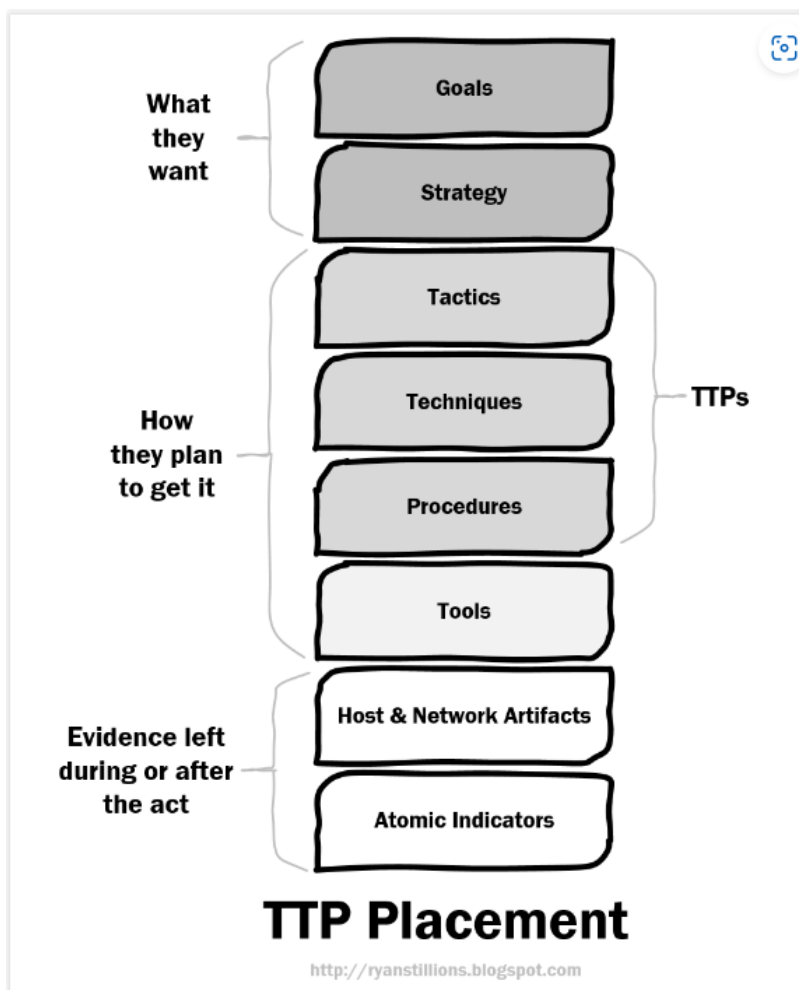 What
they
want
Goals
Strategy
How
they plan
to get it
Tactics
Techniques
Procedures
Tools
TTPs
Evidence left
during or after
the act
Host & Network Artifacts
Atomic Indicators
TTP Placement
http://ryanstillions.blogspot.com